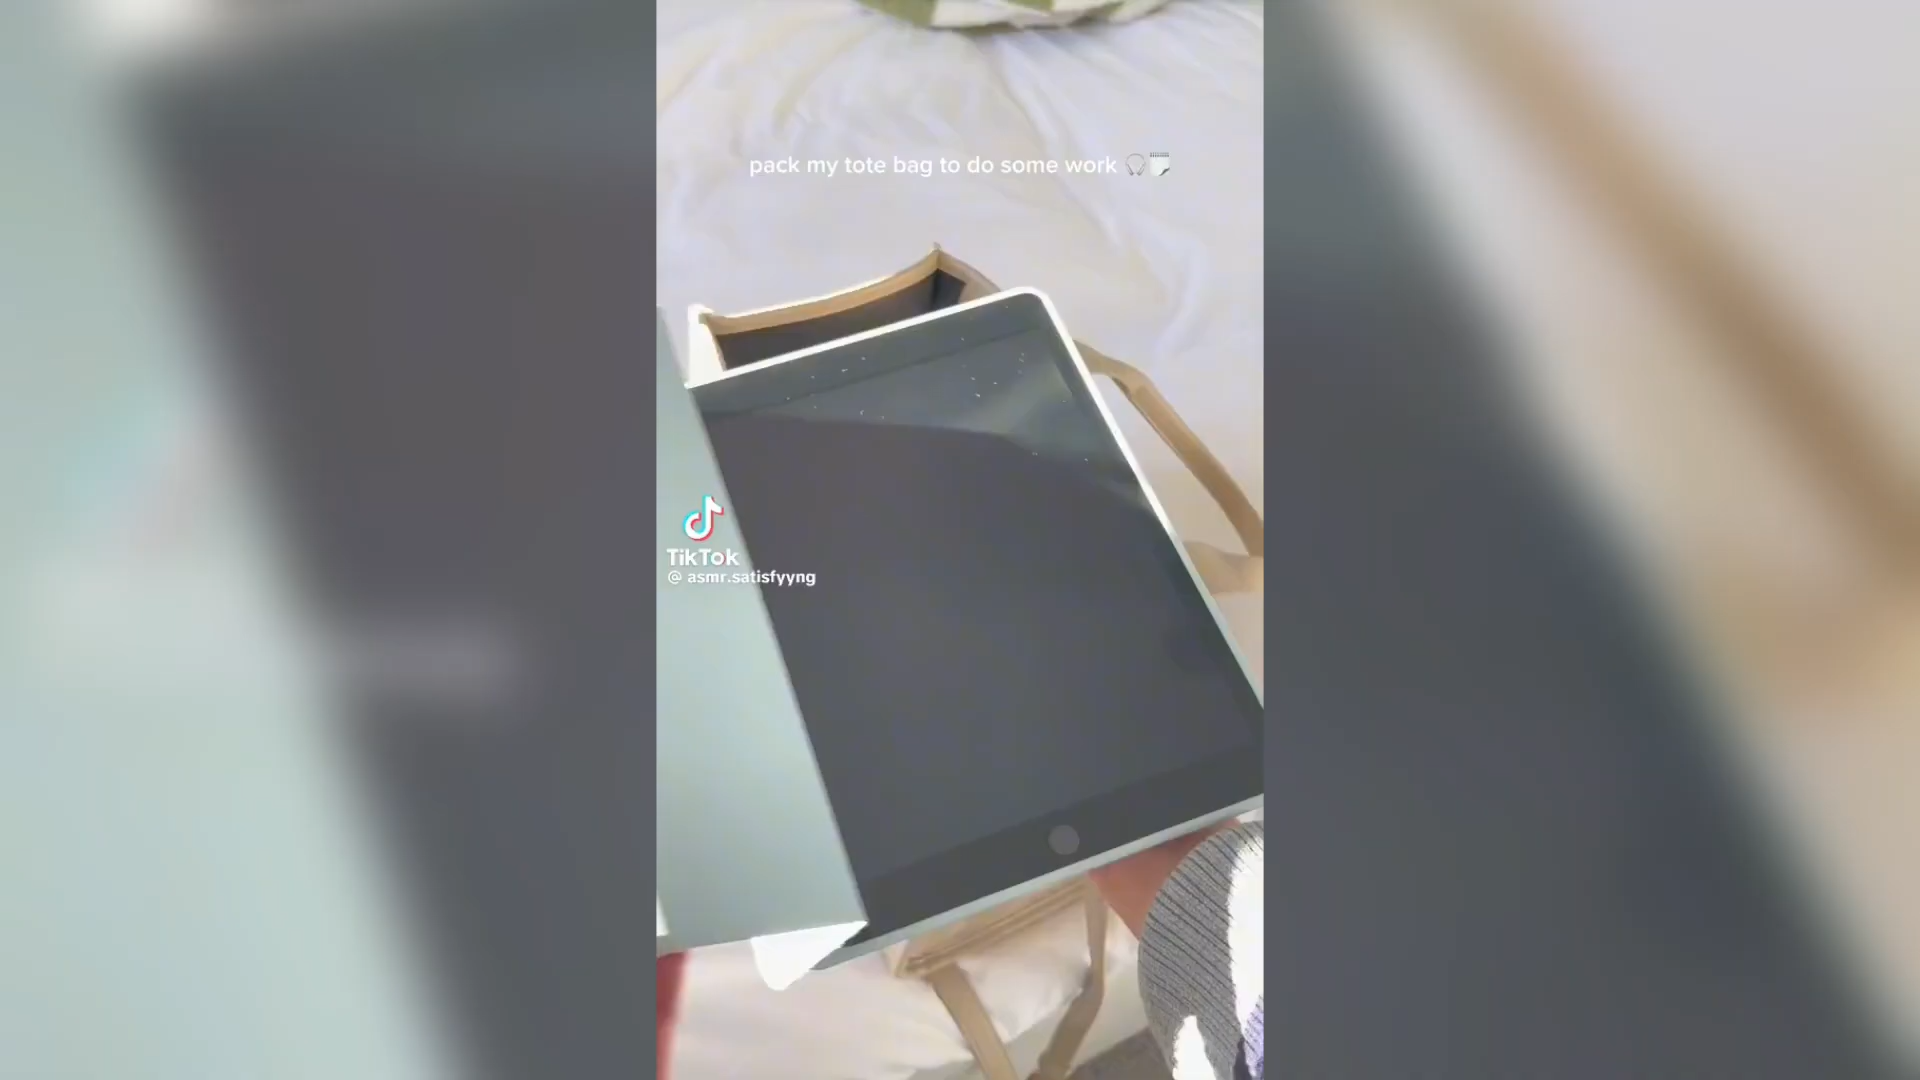 pack my tote bag to do some work 🎧🗒️
TikTok
@ asmr.satisfyyng